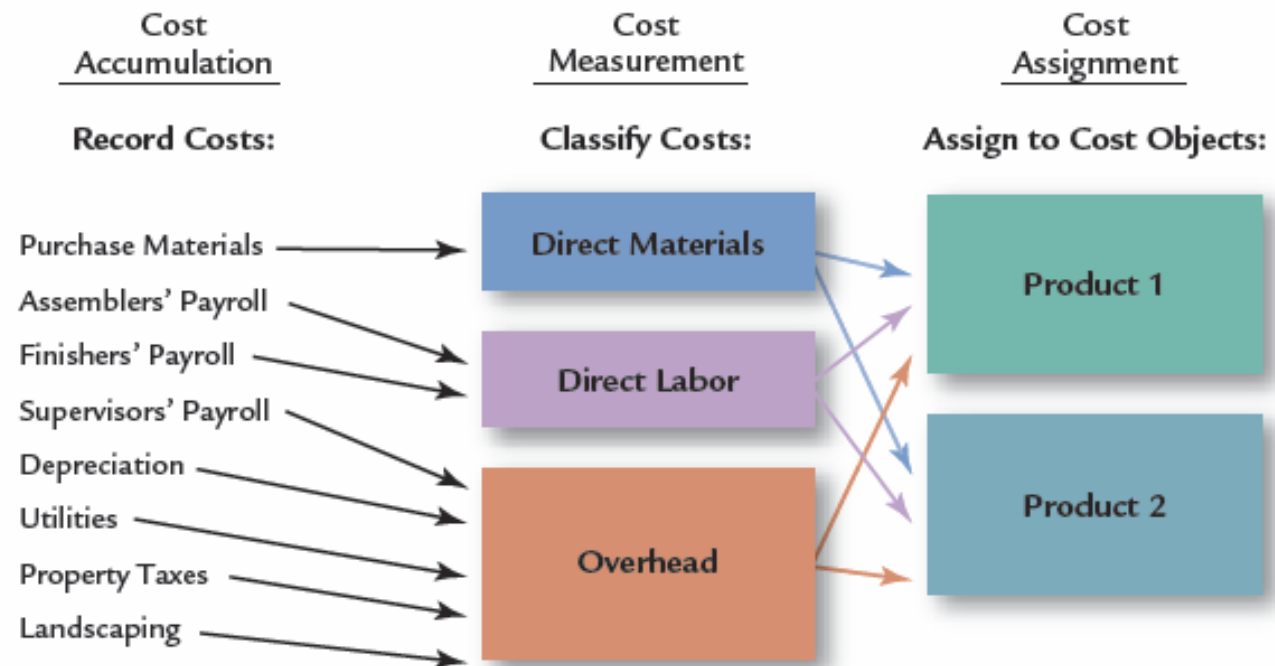 Cost
Accumulation
Cost
Measurement
Cost
Assignment
Record Costs:
Classify Costs:
Assign to Cost Objects:
Purchase Materials
Assemblers’ Payroll
Finishers’ Payroll
Supervisors’ Payroll
Depreciation
Utilities
Property Taxes
Landscaping
Direct Materials
Direct Labor
Overhead
Product 1
Product 2